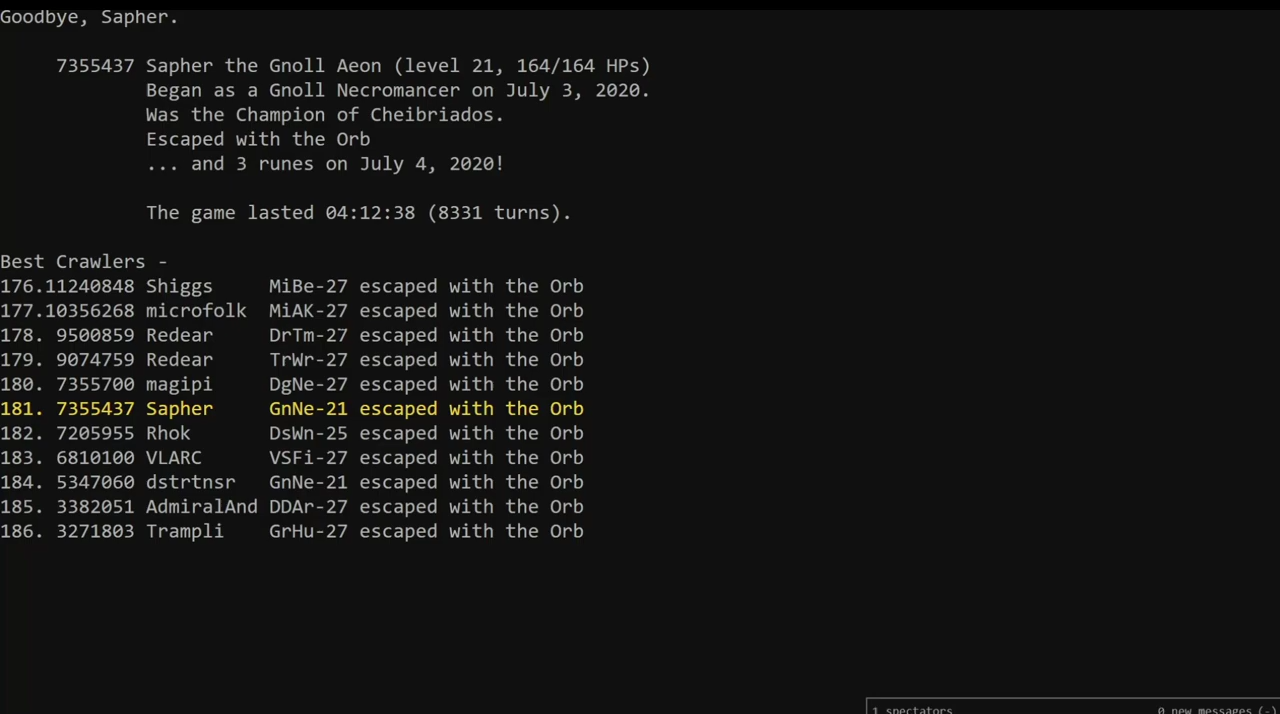 Goodbye, Sapher.
7355437 Sapher the Gnoll Aeon (level 21, 164/164 HPs)
Began as a Gnoll Necromancer on July 3, 2020.
Was the Champion of Cheibriados.
Escaped with the Orb
... and 3 runes on July 4, 2020!
The game lasted 04:12:38 (8331 turns).
Best Crawlers -
176.11240848 Shiggs MiBe-27 escaped with the Orb
177.10356268 microfolk MiAK-27 escaped with the Orb
178. 9500859 Redear DrTm-27 escaped with the Orb
179. 9074759 Redear TrWr-27 escaped with the Orb
180. 7355700 magipi DgNe-27 escaped with the Orb
181. 7355437 Sapher GnNe-21 escaped with the Orb
182. 7205955 Rhok DsWn-25 escaped with the Orb
183. 6810100 VLARC VSFi-27 escaped with the Orb
184. 5347060 dstrtnsr GnNe-21 escaped with the Orb
185. 3382051 AdmiralAnd DDAr-27 escaped with the Orb
186. 3271803 Trampli GrHu-27 escaped with the Orb
1 spectators 0 new messages (-)